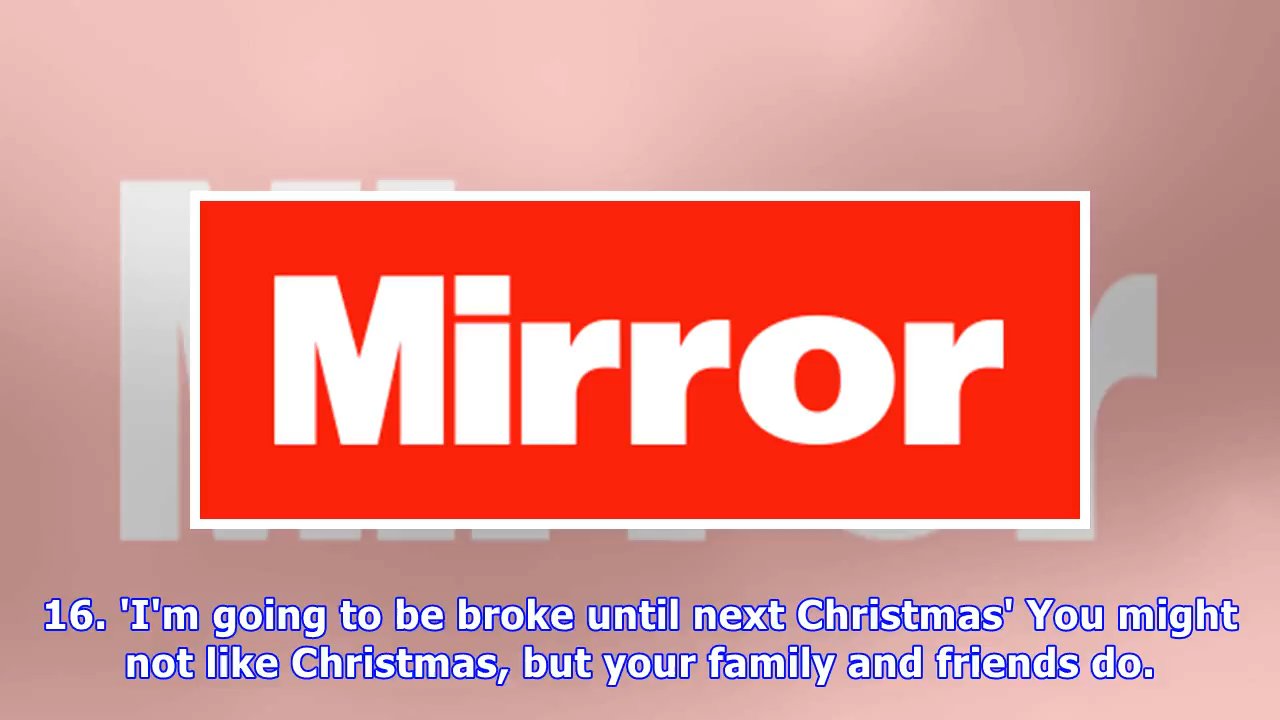 Mirror
16. 'I'm going to be broke until next Christmas' You might
not like Christmas, but your family and friends do.